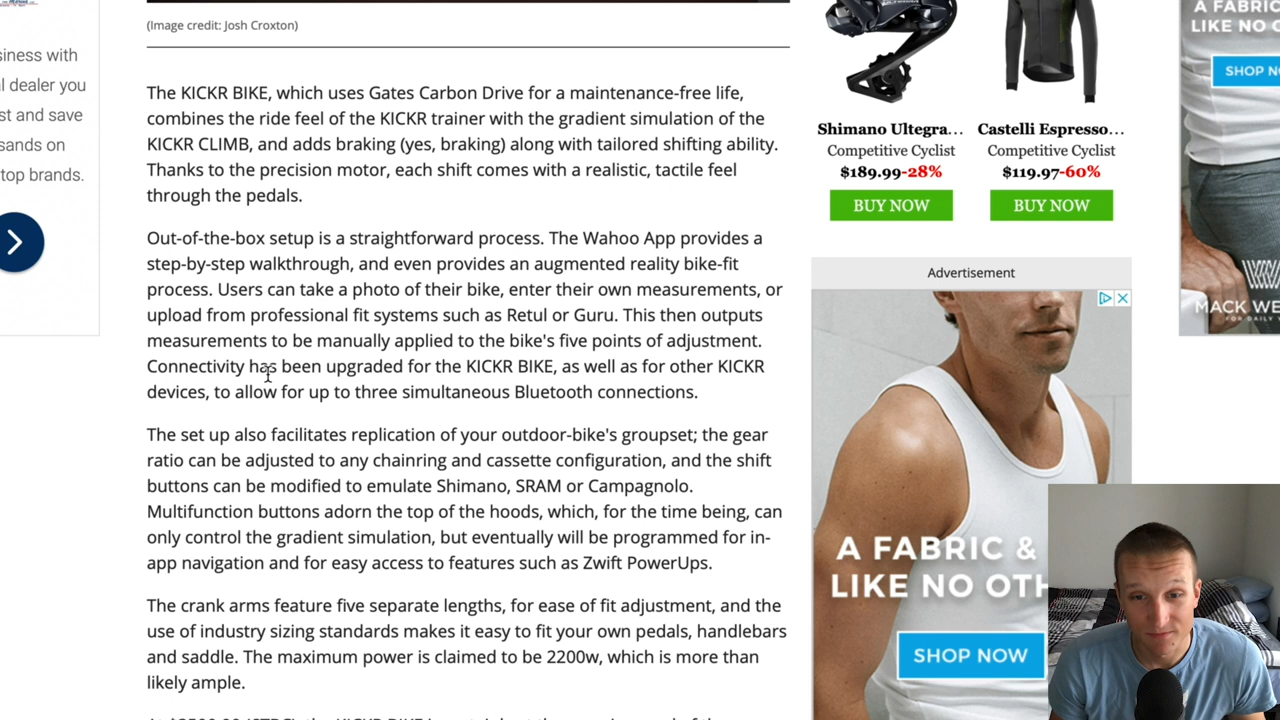 siness with
al dealer you
st and save
sands on
top brands.
(Image credit: Josh Croxton)
The KICKR BIKE, which uses Gates Carbon Drive for a maintenance-free life,
combines the ride feel of the KICKR trainer with the gradient simulation of the
KICKR CLIMB, and adds braking (yes, braking) along with tailored shifting ability.
Thanks to the precision motor, each shift comes with a realistic, tactile feel
through the pedals.
Out-of-the-box setup is a straightforward process. The Wahoo App provides a
step-by-step walkthrough, and even provides an augmented reality bike-fit
process. Users can take a photo of their bike, enter their own measurements, or
upload from professional fit systems such as Retul or Guru. This then outputs
measurements to be manually applied to the bike's five points of adjustment.
Connectivity has been upgraded for the KICKR BIKE, as well as for other KICKR
devices, to allow for up to three simultaneous Bluetooth connections.
The set up also facilitates replication of your outdoor-bike's groupset; the gear
ratio can be adjusted to any chainring and cassette configuration, and the shift
buttons can be modified to emulate Shimano, SRAM or Campagnolo.
Multifunction buttons adorn the top of the hoods, which, for the time being, can
only control the gradient simulation, but eventually will be programmed for in-
app navigation and for easy access to features such as Zwift PowerUps.
The crank arms feature five separate lengths, for ease of fit adjustment, and the
use of industry sizing standards makes it easy to fit your own pedals, handlebars
and saddle. The maximum power is claimed to be 2200w, which is more than
likely ample.
Shimano Ultegra...
Competitive Cyclist
$189.99-28%
BUY NOW
Castelli Espresso...
Competitive Cyclist
$119.97-60%
BUY NOW
Advertisement
A FABRIC &
LIKE NO OTH
SHOP NOW
A FABRIC
LIKE NO O
SHOP NO
MACK WE
FOR DAILY